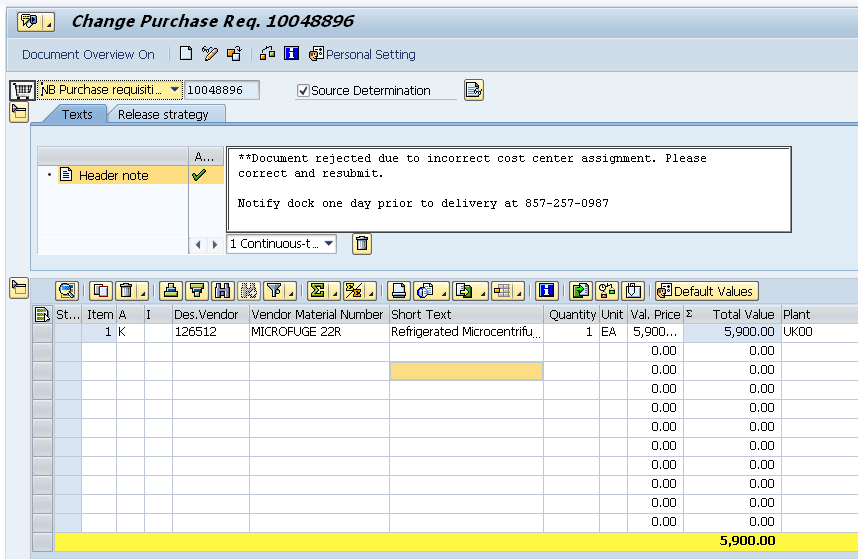 Change Purchase Req. 10048896
Document Overview On Personal Setting
NB Purchase requisiti... 10048896 Source Determination
Texts Release strategy
A...
Header note
**Document rejected due to incorrect cost center assignment. Please
correct and resubmit.
Notify dock one day prior to delivery at 857-257-0987
1 Continuous-t...
Default Values
St... Item A I Des.Vendor Vendor Material Number Short Text Quantity Unit Val. Price Σ Total Value Plant
1 K 126512 MICROFUGE 22R Refrigerated Microcentrifu... 1 EA 5,900... 5,900.00 UK00
0.00 0.00
0.00 0.00
0.00 0.00
0.00 0.00
0.00 0.00
0.00 0.00
0.00 0.00
0.00 0.00
0.00 0.00
0.00 0.00
5,900.00